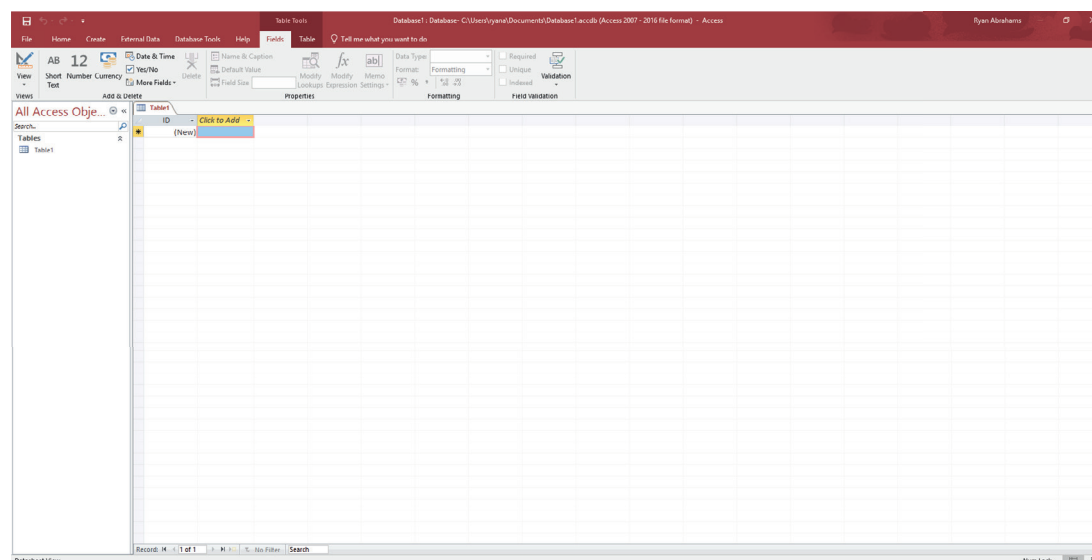 Table Tools Database1 : Database- C:\Users\ryana\Documents\Database1.accdb (Access 2007 - 2016 file format) - Access Ryan Abrahams
File Home Create External Data Database Tools Help Fields Table Tell me what you want to do
View
AB Short Text
12 Number
Currency
Date & Time
Yes/No
More Fields
Delete
Name & Caption
Default Value
Field Size
Modify Lookups
fx Modify Expression
ab| Memo Settings
Data Type:
Format: Formatting
%
Required
Unique
Indexed
Validation
Views Add & Delete Properties Formatting Field Validation
All Access Obje... «
Search...
Tables
Table1
Table1
ID Click to Add
(New)
Record: 1 of 1 No Filter Search
Num Lock